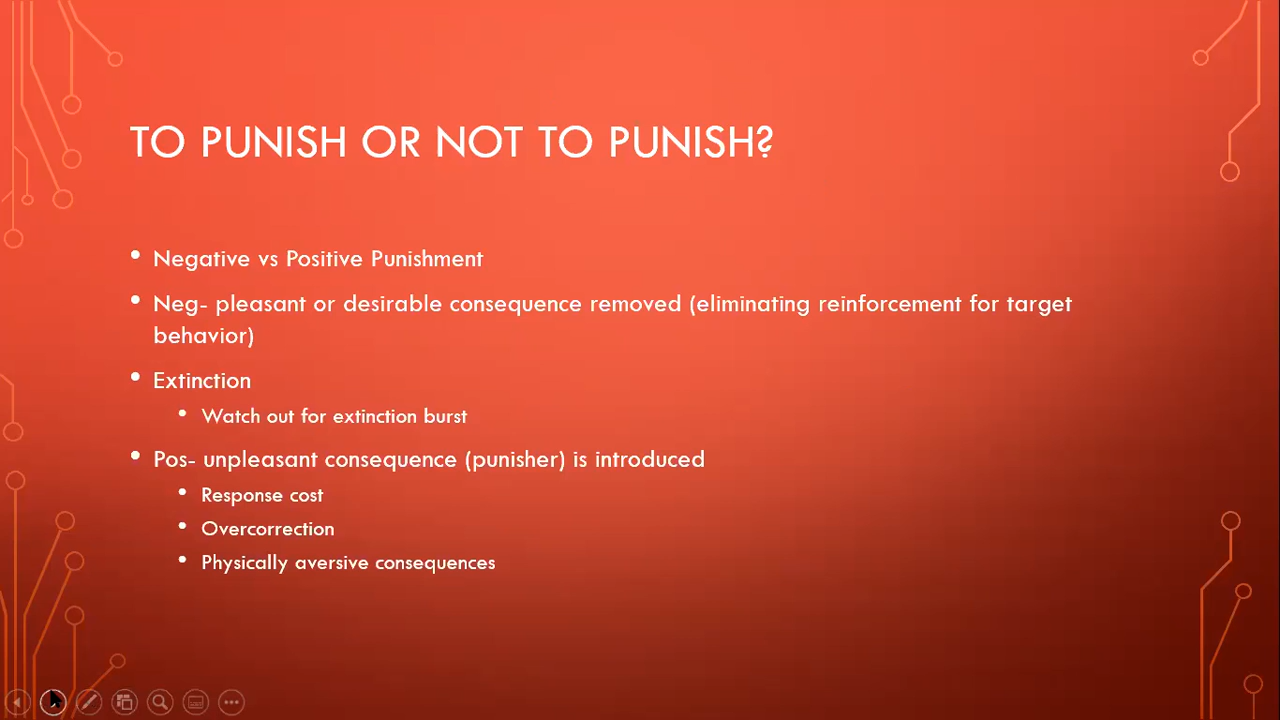 TO PUNISH OR NOT TO PUNISH?
• Negative vs Positive Punishment
• Neg- pleasant or desirable consequence removed (eliminating reinforcement for target
behavior)
• Extinction
• Watch out for extinction burst
• Pos- unpleasant consequence (punisher) is introduced
• Response cost
• Overcorrection
• Physically aversive consequences